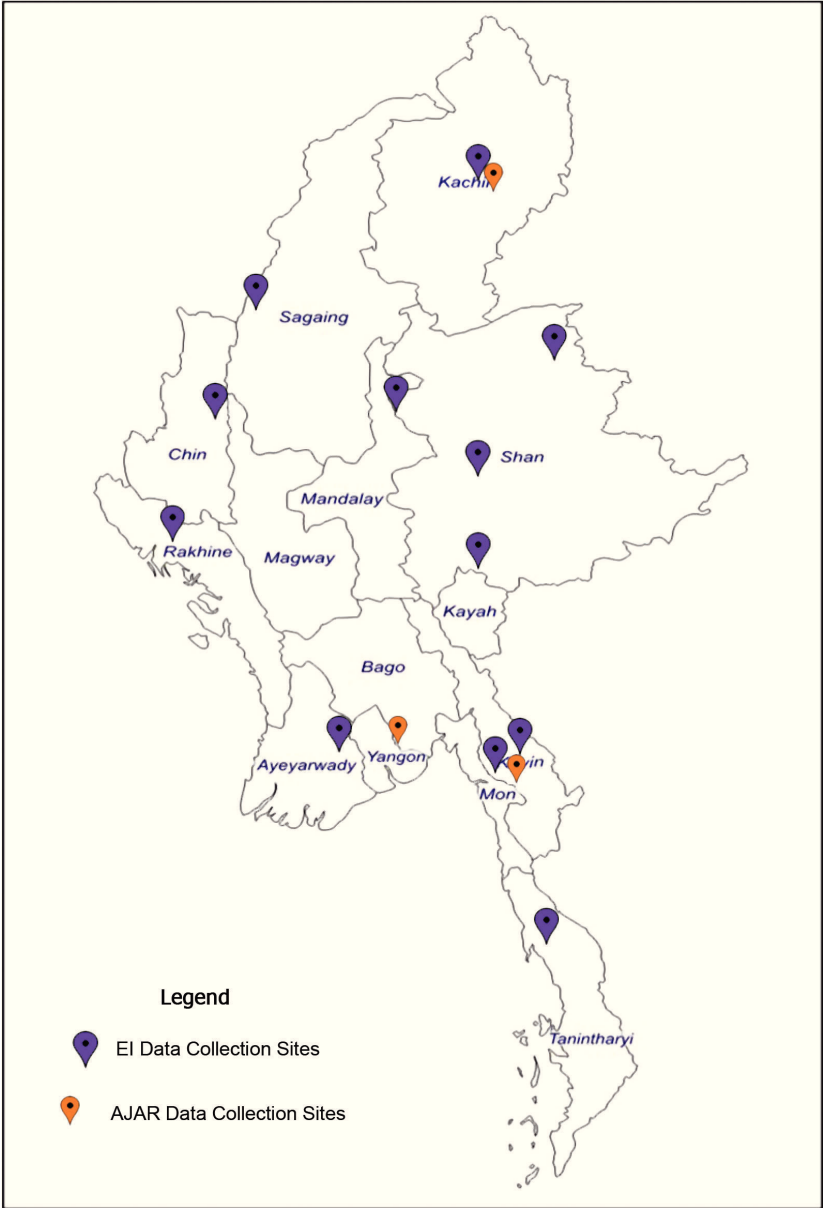 Kachin
Sagaing
Chin
Shan
Mandalay
Rakhine
Magway
Kayah
Bago
Ayeyarwady
Yangon
Mon
Tanintharyi
Legend
EI Data Collection Sites
AJAR Data Collection Sites